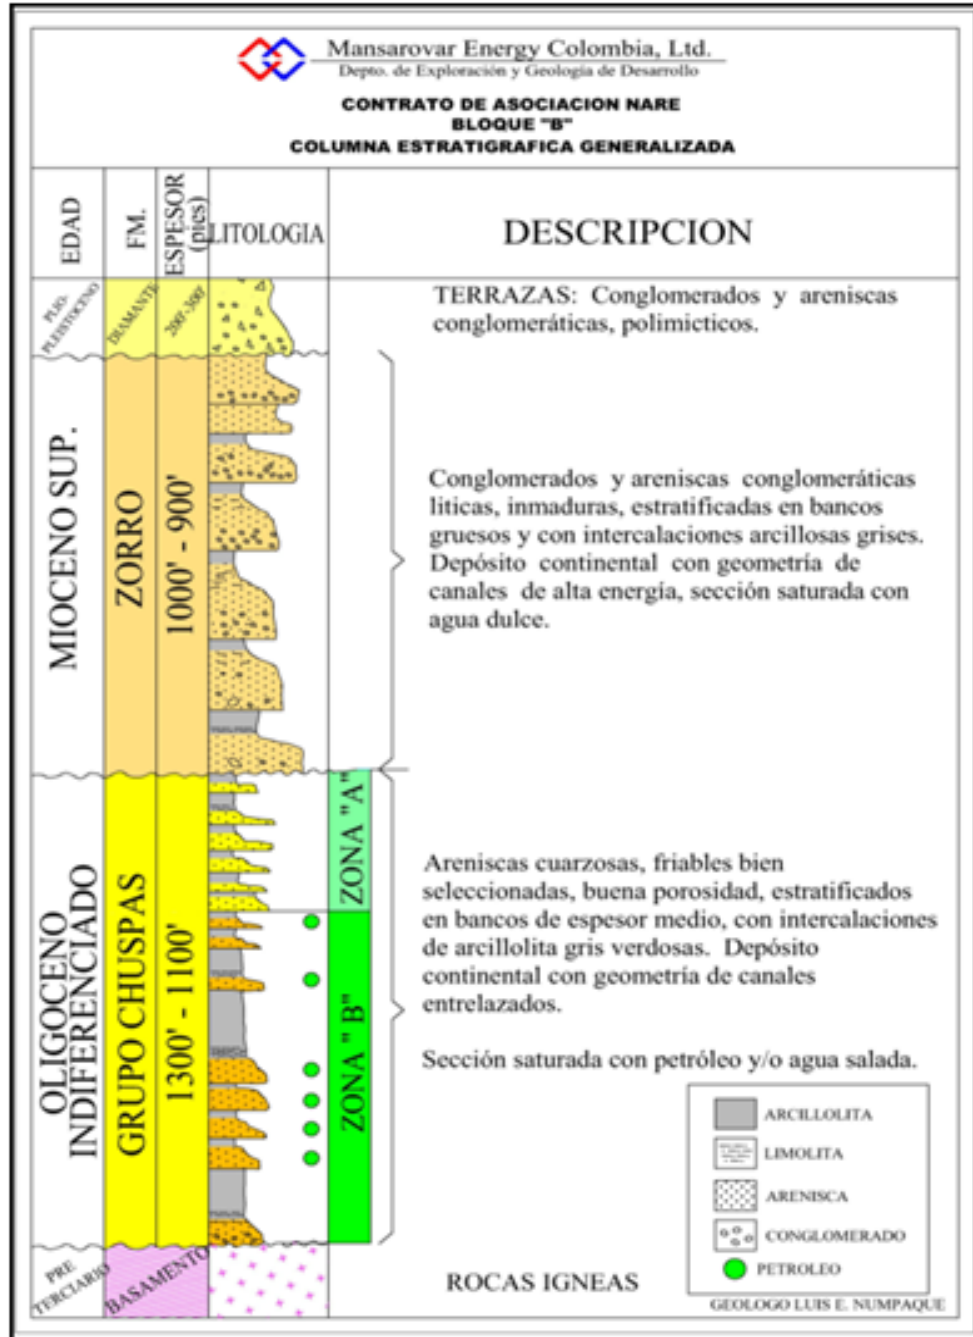 Mansarovar Energy Colombia, Ltd.
Depto. de Exploración y Geología de Desarrollo
CONTRATO DE ASOCIACION NARE
BLOQUE "B"
COLUMNA ESTRATIGRAFICA GENERALIZADA
EDAD
FM.
ESPESOR
(pies)
LITOLOGIA
DESCRIPCION
PLIO-
PLEISTOCENO
DIAMANTE
200'-300'
TERRAZAS: Conglomerados y areniscas
conglomeráticas, polimicticos.
MIOCENO SUP.
ZORRO
1000' - 900'
Conglomerados y areniscas conglomeráticas
liticas, inmaduras, estratificadas en bancos
gruesos y con intercalaciones arcillosas grises.
Depósito continental con geometría de
canales de alta energía, sección saturada con
agua dulce.
OLIGOCENO
INDIFERENCIADO
GRUPO CHUSPAS
1300' - 1100'
ZONA "A"
ZONA " B"
Areniscas cuarzosas, friables bien
seleccionadas, buena porosidad, estratificados
en bancos de espesor medio, con intercalaciones
de arcillolita gris verdosas. Depósito
continental con geometría de canales
entrelazados.
Sección saturada con petróleo y/o agua salada.
ARCILLOLITA
LIMOLITA
ARENISCA
CONGLOMERADO
PETROLEO
PRE
TERCIARIO
BASAMENTO
ROCAS IGNEAS
GEOLOGO LUIS E. NUMPAQUE